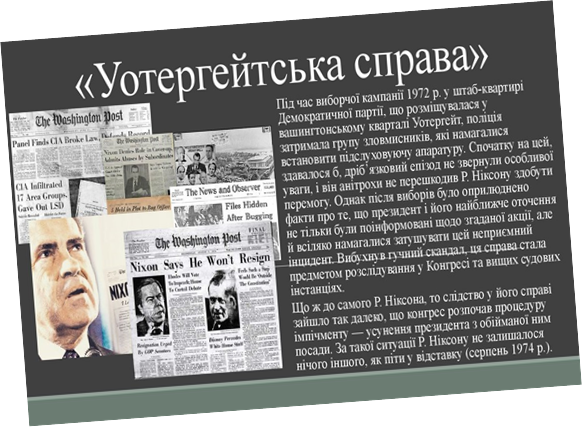 «Уотергейтська справа»
Під час виборчої кампанії 1972 р. у штаб-квартирі
Демократичної партії, що розміщувалася у
вашингтонському кварталі Уотергейт, поліція
затримала групу зловмисників, які намагалися
встановити підслуховуючу апаратуру. Спочатку на цей,
здавалося б, дріб´язковий епізод не звернули особливої
уваги, і він анітрохи не перешкодив Р. Ніксону здобути
перемогу. Однак після виборів було оприлюднено
факти про те, що президент і його найближче оточення
не тільки були поінформовані щодо згаданої акції, але
й всіляко намагалися затушувати цей неприємний
інцидент. Вибухнув гучний скандал, ця справа стала
предметом розслідування у Конгресі та вищих судових
інстанціях.
Що ж до самого Р. Ніксона, то слідство у його справі
зайшло так далеко, що конгрес розпочав процедуру
імпічменту — усунення президента з обійманої ним
посади. За такої ситуації Р. Ніксону не залишалося
нічого іншого, як піти у відставку (серпень 1974 р.).
The Washington Post
Panel Finds CIA Broke Law
CIA Infiltrated
17 Area Groups,
Gave Out LSD
The News and Observer
Files Hidden
After Bugging
The Washington Post
FINAL
Nixon Says He Won't Resign